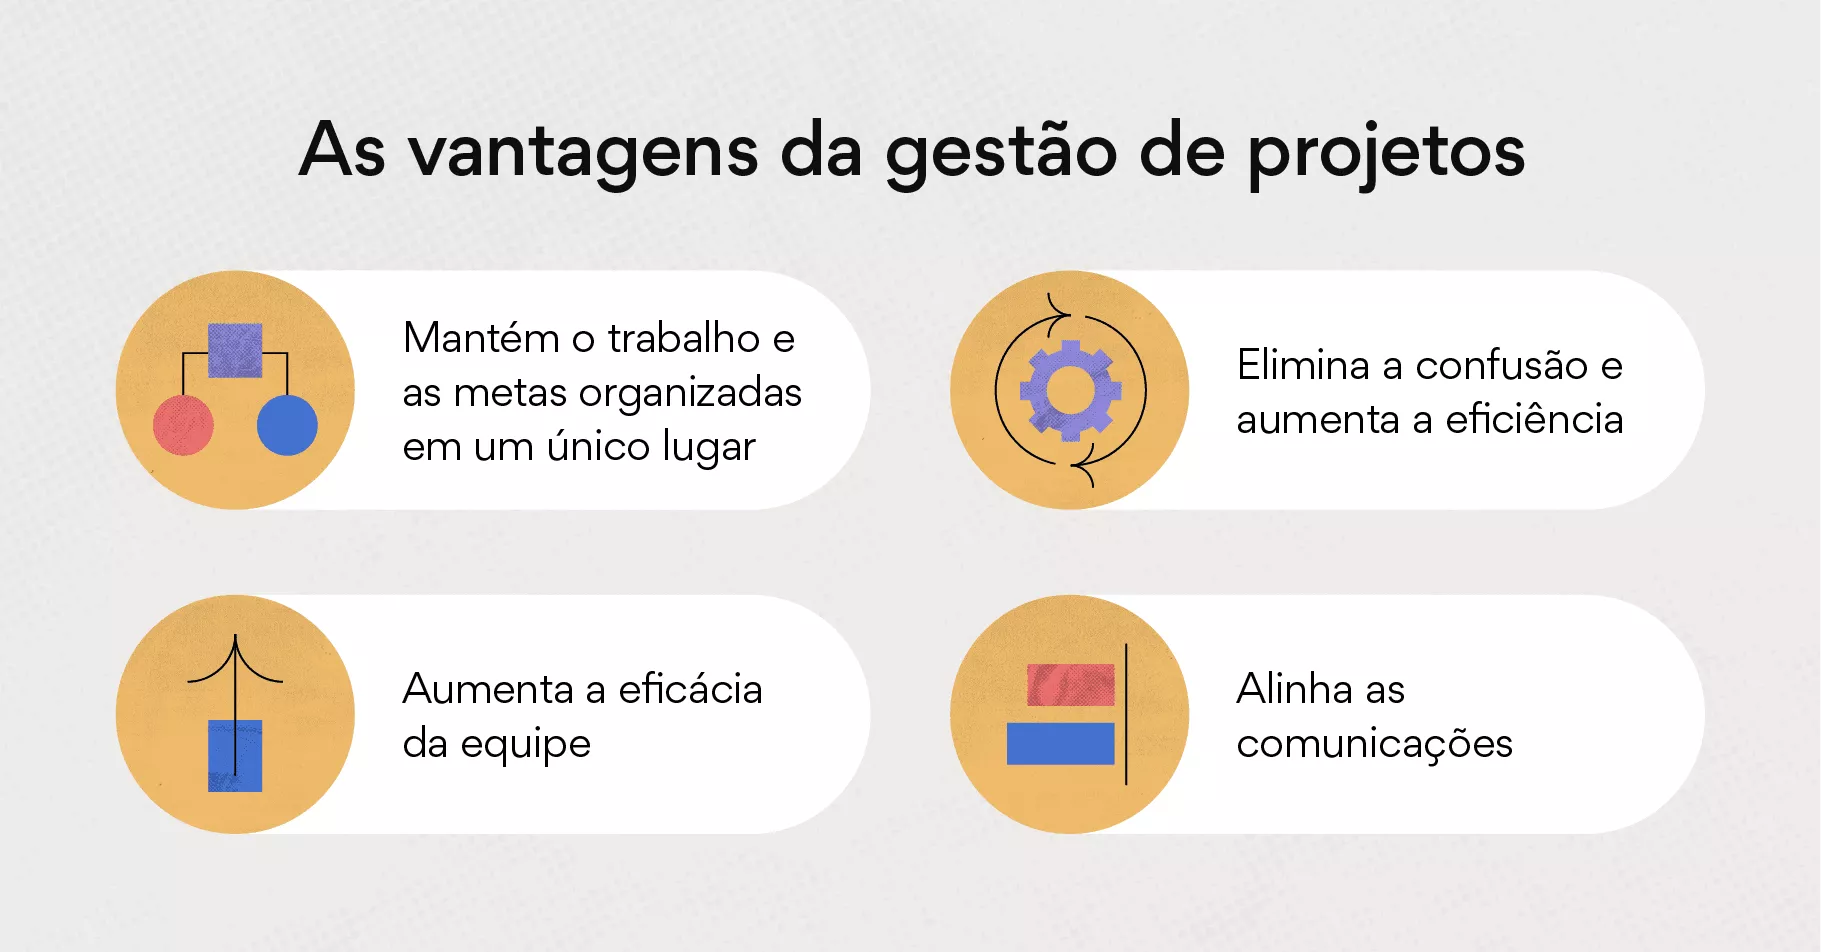 As vantagens da gestão de projetos
Mantém o trabalho e
as metas organizadas
em um único lugar
Elimina a confusão e
aumenta a eficiência
Aumenta a eficácia
da equipe
Alinha as
comunicações